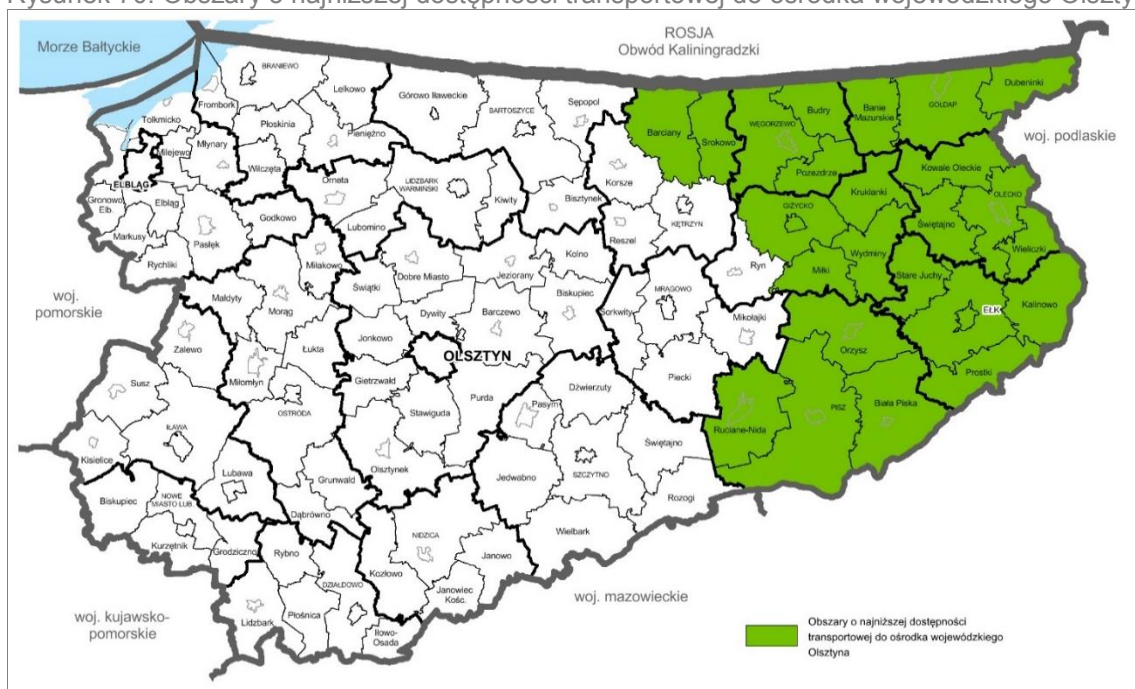 Rysunek 70. Obszary o najniższej dostępności transportowej do ośrodka wojewódzkiego Olszty
Morze Bałtyckie
ROSJA
Obwód Kaliningradzki
BRANIEWO
Lelkowo
Górowo Iławeckie
BARTOSZYCE
Sępopol
Frombork
Płoskinia
Pieniężno
Tolkmicko
Młynary
Milejewo
Wilczęta
Barciany
Srokowo
WĘGORZEWO
Budry
Banie
Mazurskie
GOŁDAP
Dubeninki
woj. podlaskie
Pozezdrze
Kowale Oleckie
OLECKO
Świętajno
Wieliczki
Kruklanki
GIŻYCKO
Wydminy
Miłki
Ryn
ELBLĄG
Gronowo
Elb.
Elbląg
Markusy
Pasłęk
Rychliki
Godkowo
Orneta
LIDZBARK
WARMIŃSKI
Kiwity
Lubomino
Bisztynek
Korsze
Reszel
KĘTRZYN
Miłakowo
Małdyty
Morąg
Świątki
Dobre Miasto
Jeziorany
Kolno
Biskupiec
Dywity
Barczewo
Jonkowo
MRĄGOWO
Sorkwity
Mikołajki
Piecki
Stare Juchy
EŁK
Kalinowo
Prostki
Orzysz
PISZ
Biała Piska
Ruciane-Nida
woj.
pomorskie
Zalewo
Łukta
Miłomłyn
OSTRÓDA
Susz
IŁAWA
Kisielice
Lubawa
Grunwald
Dąbrówno
OLSZTYN
Gietrzwałd
Stawiguda
Purda
Olsztynek
Dźwierzuty
Pasym
Świętajno
SZCZYTNO
Jedwabno
Rozogi
Wielbark
Biskupiec
NOWE
MIASTO LUB.
Kurzętnik
Grodziczno
Rybno
DZIAŁDOWO
Lidzbark
Płośnica
Iłowo-
Osada
NIDZICA
Kozłowo
Janowo
Janowiec
Kośc.
woj. kujawsko-
pomorskie
woj. mazowieckie
Obszary o najniższej dostępności
transportowej do ośrodka wojewódzkiego
Olsztyna